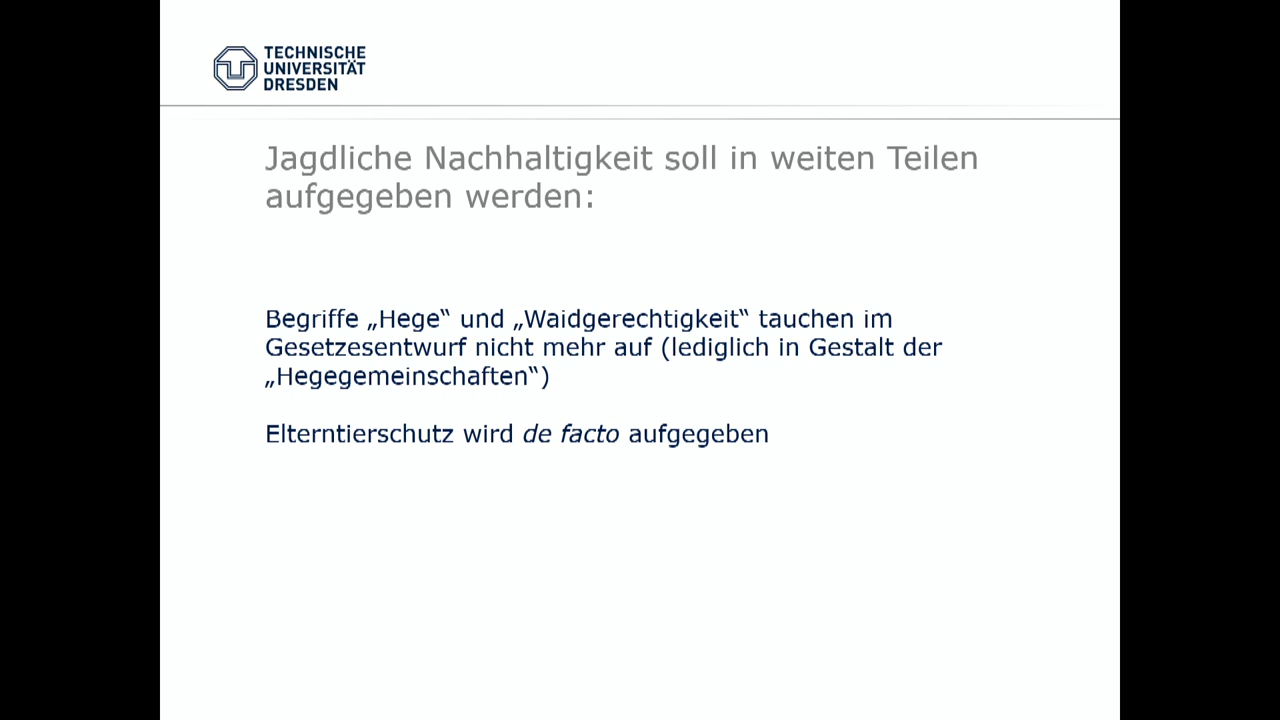 TECHNISCHE
UNIVERSITÄT
DRESDEN
Jagdliche Nachhaltigkeit soll in weiten Teilen
aufgegeben werden:
Begriffe „Hege“ und „Waidgerechtigkeit“ tauchen im
Gesetzesentwurf nicht mehr auf (lediglich in Gestalt der
„Hegegemeinschaften“)
Elterntierschutz wird de facto aufgegeben